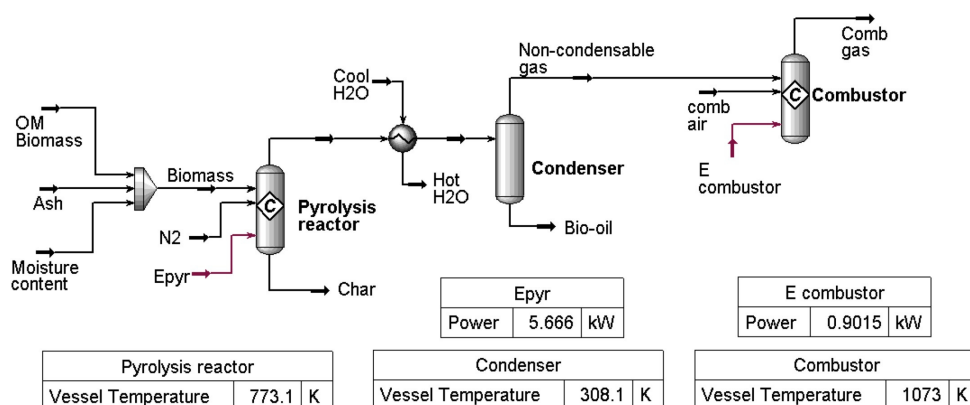 Comb
gas
Non-condensable
gas
Cool
H2O
C
Combustor
comb
air
OM
Biomass
E
combustor
Condenser
Biomass
Hot
H2O
Ash
C
Pyrolysis
reactor
Bio-oil
N2
Moisture
content
Epyr
Char
Epyr
Power 5.666 kW
E combustor
Power 0.9015 kW
Pyrolysis reactor
Vessel Temperature 773.1 K
Condenser
Vessel Temperature 308.1 K
Combustor
Vessel Temperature 1073 K